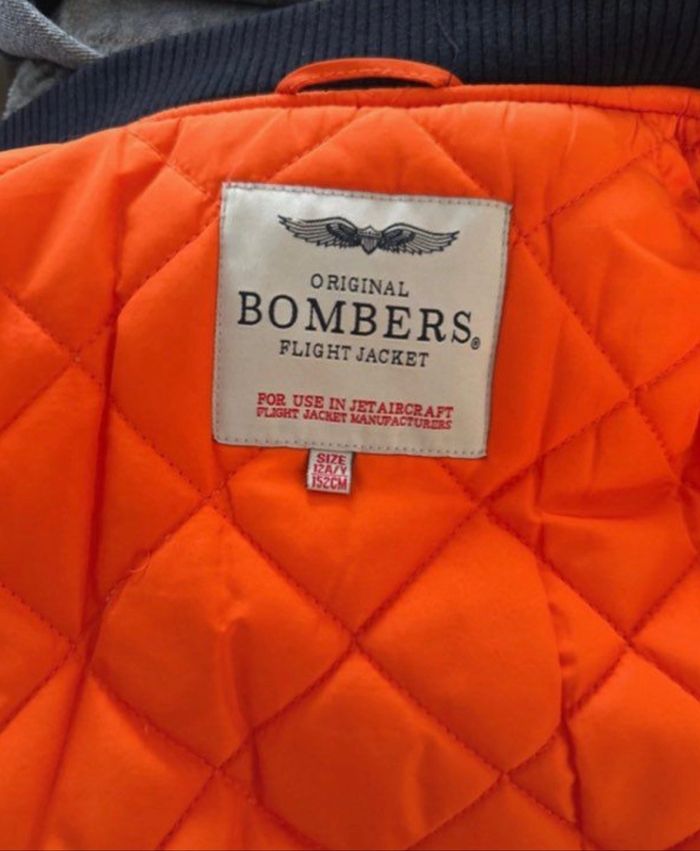 ORIGINAL
BOMBERS®
FLIGHT JACKET
FOR USE IN JETAIRCRAFT
FLIGHT JACKET MANUFACTURERS
SIZE
12A/Y
152CM